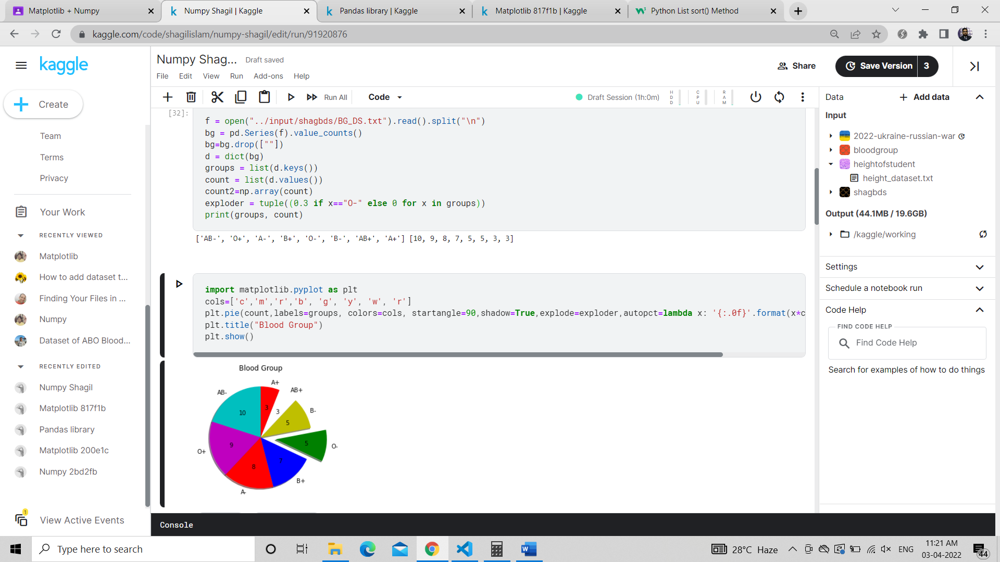 Matplotlib + Numpy
Numpy Shagil | Kaggle
Pandas library | Kaggle
Matplotlib 817f1b | Kaggle
Python List sort() Method
kaggle.com/code/shagilislam/numpy-shagil/edit/run/91920876
kaggle
Numpy Shag...
Draft saved
File Edit View Run Add-ons Help
Share
Save Version 3
Create
Run All
Code
Draft Session (1h:0m)
HDD
CPU
RAM
Team
Terms
Privacy
Your Work
RECENTLY VIEWED
Matplotlib
How to add dataset t...
Finding Your Files in ...
Numpy
Dataset of ABO Blood...
RECENTLY EDITED
Numpy Shagil
Matplotlib 817f1b
Pandas library
Matplotlib 200e1c
Numpy 2bd2fb
1
View Active Events
[32]:
f = open("../input/shagbds/BG_DS.txt").read().split("\n")
bg = pd.Series(f).value_counts()
bg=bg.drop([""])
d = dict(bg)
groups = list(d.keys())
count = list(d.values())
count2=np.array(count)
exploder = tuple((0.3 if x=="O-" else 0 for x in groups))
print(groups, count)
['AB-', 'O+', 'A-', 'B+', 'O-', 'B-', 'AB+', 'A+'] [10, 9, 8, 7, 5, 5, 3, 3]
import matplotlib.pyplot as plt
cols=['c','m','r','b', 'g', 'y', 'w', 'r']
plt.pie(count,labels=groups, colors=cols, startangle=90,shadow=True,explode=exploder,autopct=lambda x: '{:.0f}'.format(x*c
plt.title("Blood Group")
plt.show()
Blood Group
A+
AB+
AB-
B-
3
3
10
5
5
O-
9
O+
7
8
B+
A-
Console
Data
Add data
Input
2022-ukraine-russian-war
bloodgroup
heightofstudent
height_dataset.txt
shagbds
Output (44.1MB / 19.6GB)
/kaggle/working
Settings
Schedule a notebook run
Code Help
FIND CODE HELP
Find Code Help
Search for examples of how to do things
Type here to search
28°C Haze
ENG
11:21 AM
03-04-2022
44